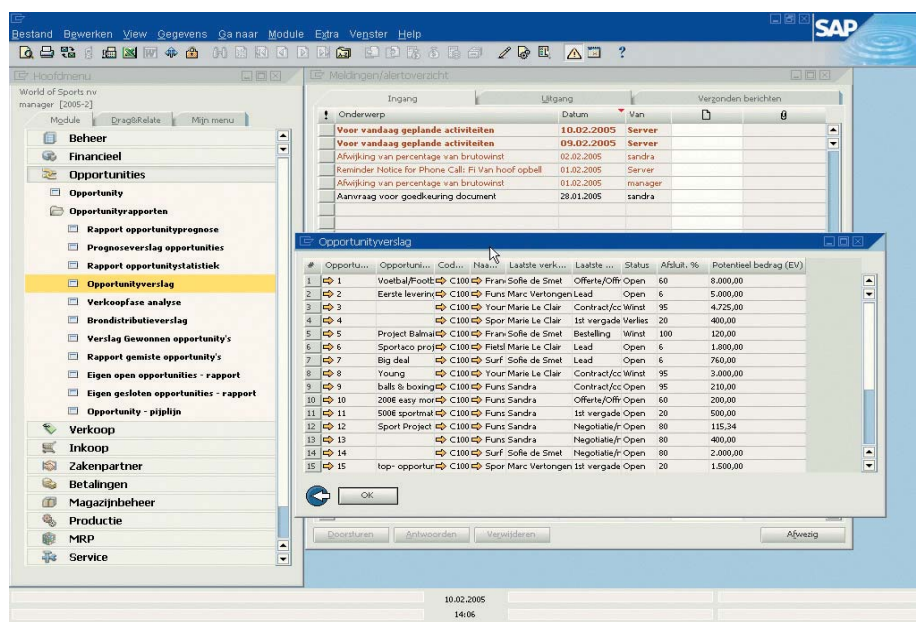 Bestand Bewerken View Gegevens Ga naar Module Extra Venster Help
SAP
Hoofdmenu
World of Sports nv
manager [2005-2]
Module Drag&Relate Mijn menu
Beheer
Financieel
Opportunities
Opportunity
Opportunityrapporten
Rapport opportunityprognose
Prognoseverslag opportunities
Rapport opportunitystatistiek
Opportunityverslag
Verkoopfase analyse
Brondistributieverslag
Verslag Gewonnen opportunity's
Rapport gemiste opportunity's
Eigen open opportunities - rapport
Eigen gesloten opportunities - rapport
Opportunity - pijplijn
Verkoop
Inkoop
Zakenpartner
Betalingen
Magazijnbeheer
Productie
MRP
Service
Meldingen/alertoverzicht
Ingang Uitgang Verzonden berichten
! Onderwerp Datum Van
Voor vandaag geplande activiteiten 10.02.2005 Server
Voor vandaag geplande activiteiten 09.02.2005 Server
Afwijking van percentage van brutowinst 02.02.2005 sandra
Reminder Notice for Phone Call: Fi Van hoof opbell 01.02.2005 Server
Afwijking van percentage van brutowinst 01.02.2005 manager
Aanvraag voor goedkeuring document 28.01.2005 sandra
Opportunityverslag
# Opportu... Opportuni... Cod... Naa... Laatste verk... Laatste ... Status Afsluit. % Potentieel bedrag (EV)
1 1 Voetbal/Footb C100 Fran Sofie de Smet Offerte/Offr Open 60 8.000,00
2 2 Eerste levering C100 Funs Marc Vertongen Lead Open 6 5.000,00
3 3 C100 Your Marie Le Clair Contract/cc Winst 95 4.725,00
4 4 C100 Spor Marie Le Clair 1st vergade Verlies 20 400,00
5 5 Project Balmai C100 Fran Sofie de Smet Bestelling Winst 100 120,00
6 6 Sportaco proj C100 Fietsl Marie Le Clair Lead Open 6 1.800,00
7 7 Big deal C100 Surf Sofie de Smet Lead Open 6 760,00
8 8 Young C100 Your Marie Le Clair Contract/cc Winst 95 3.000,00
9 9 balls & boxing C100 Funs Sandra Contract/cc Open 95 210,00
10 10 200€ easy mor C100 Funs Sandra Offerte/Offr Open 60 200,00
11 11 500€ sportmat C100 Funs Sandra 1st vergade Open 20 500,00
12 12 Sport Project C100 Funs Sandra Negotiatie/r Open 80 115,34
13 13 C100 Funs Sandra Negotiatie/r Open 80 400,00
14 14 C100 Surf Sofie de Smet Negotiatie/r Open 80 2.000,00
15 15 top- opportur C100 Spor Marc Vertongen 1st vergade Open 20 1.500,00
OK
Doorsturen Antwoorden Verwijderen Afwezig
10.02.2005
14:06